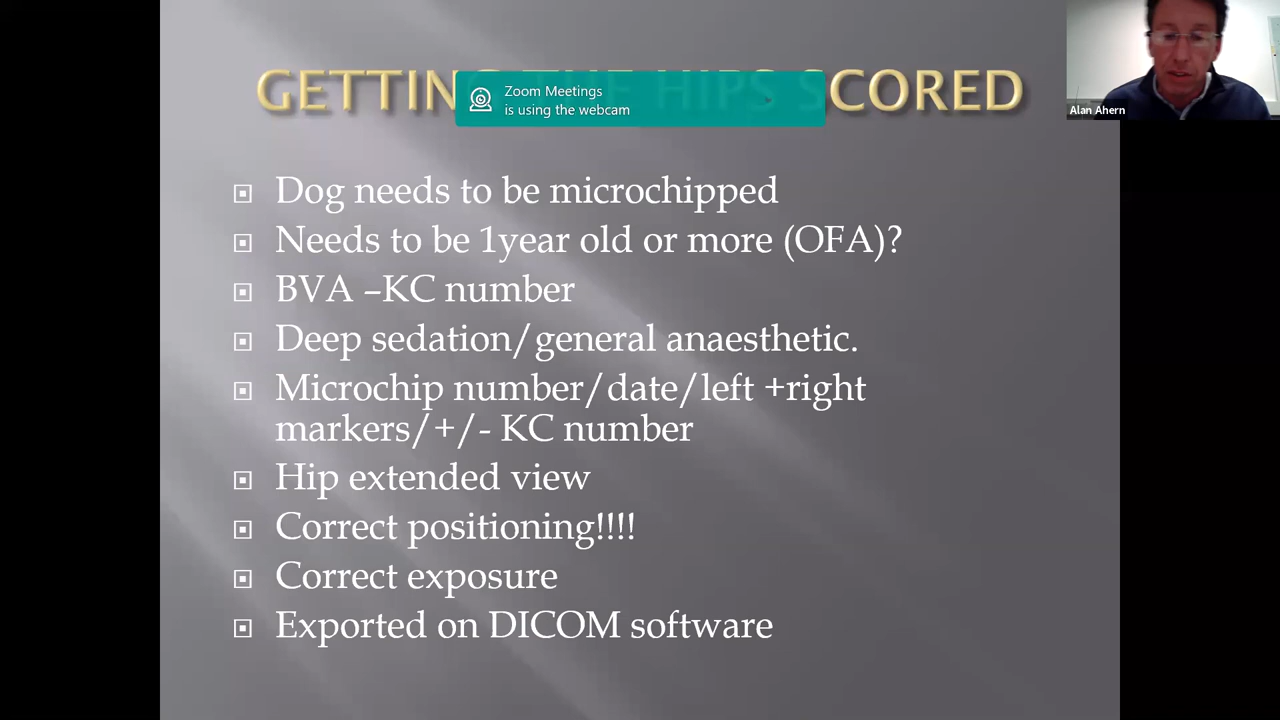 GETTING THE HIPS SCORED
Zoom Meetings
is using the webcam
Alan Ahern
Dog needs to be microchipped
Needs to be 1year old or more (OFA)?
BVA –KC number
Deep sedation/general anaesthetic.
Microchip number/date/left +right
markers/+/- KC number
Hip extended view
Correct positioning!!!!
Correct exposure
Exported on DICOM software